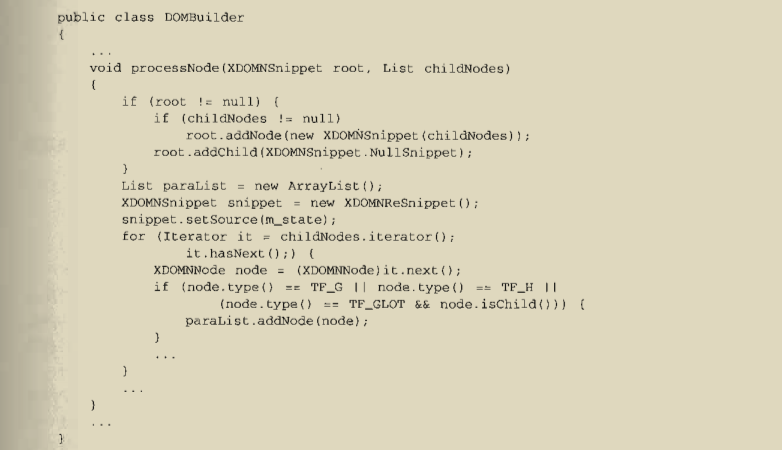 public class DOMBuilder
{
...
void processNode(XDOMNSnippet root, List childNodes)
{
if (root != null) {
if (childNodes != null)
root.addNode(new XDOMNSnippet(childNodes));
root.addChild(XDOMNSnippet.NullSnippet);
}
List paraList = new ArrayList();
XDOMNSnippet snippet = new XDOMNReSnippet();
snippet.setSource(m_state);
for (Iterator it = childNodes.iterator();
it.hasNext();) {
XDOMNNode node = (XDOMNNode)it.next();
if (node.type() == TF_G || node.type() == TF_H ||
(node.type() == TF_GLOT && node.isChild())) {
paraList.addNode(node);
}
...
}
...
}
...
}